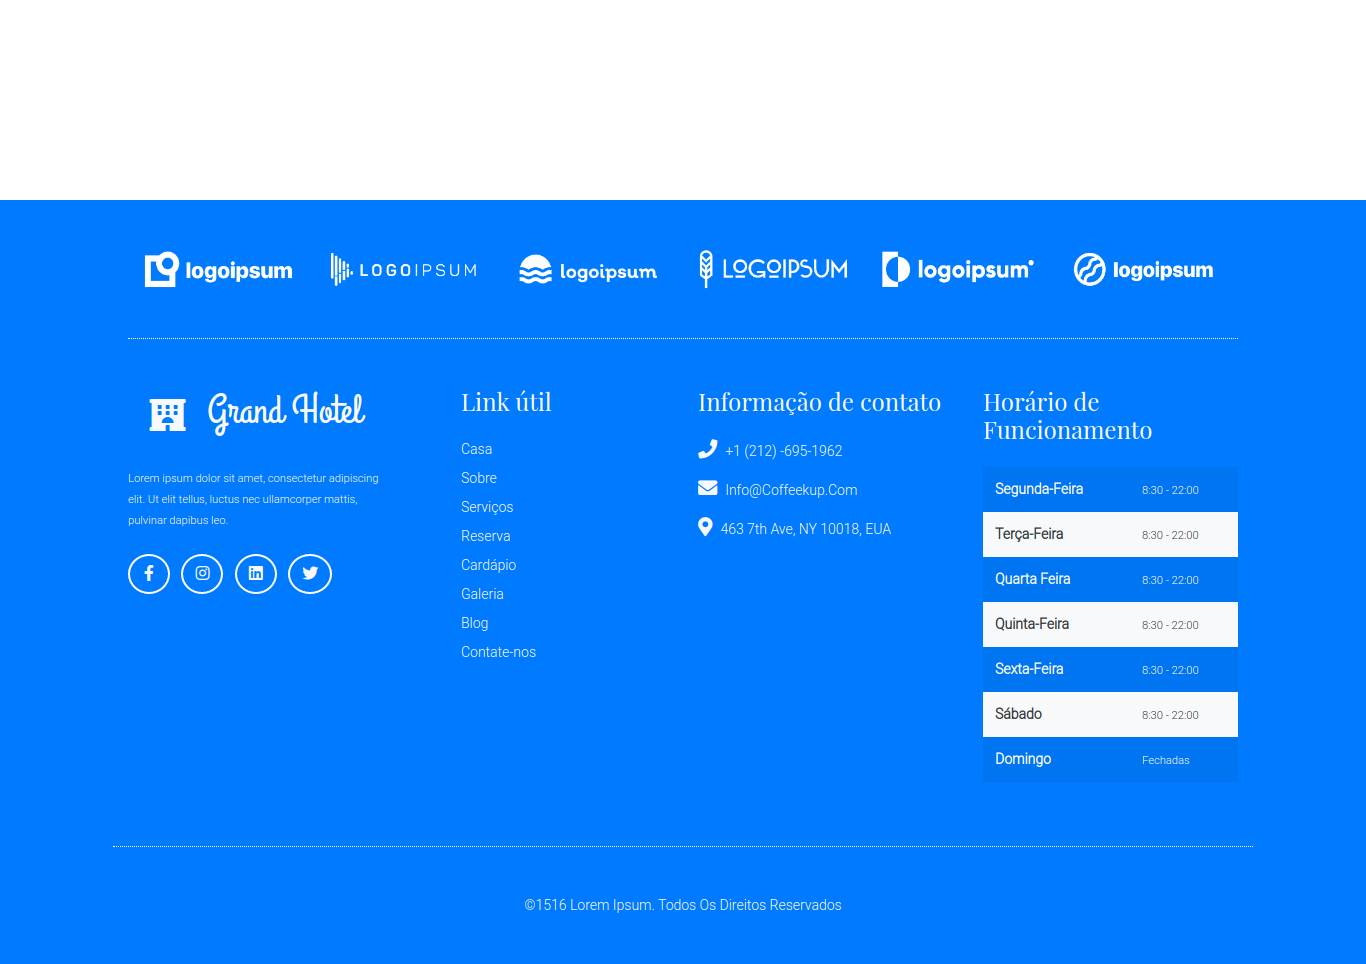 logoipsum
LOGOIPSUM
logoipsum
LOGOIPSUM
logoipsum
logoipsum
Grand Hotel
Lorem ipsum dolor sit amet, consectetur adipiscing
elit. Ut elit tellus, luctus nec ullamcorper mattis,
pulvinar dapibus leo.
Link útil
Casa
Sobre
Serviços
Reserva
Cardápio
Galeria
Blog
Contate-nos
Informação de contato
+1 (212) -695-1962
Info@Coffeekup.Com
463 7th Ave, NY 10018, EUA
Horário de
Funcionamento
Segunda-Feira 8:30 - 22:00
Terça-Feira 8:30 - 22:00
Quarta Feira 8:30 - 22:00
Quinta-Feira 8:30 - 22:00
Sexta-Feira 8:30 - 22:00
Sábado 8:30 - 22:00
Domingo Fechadas
©1516 Lorem Ipsum. Todos Os Direitos Reservados